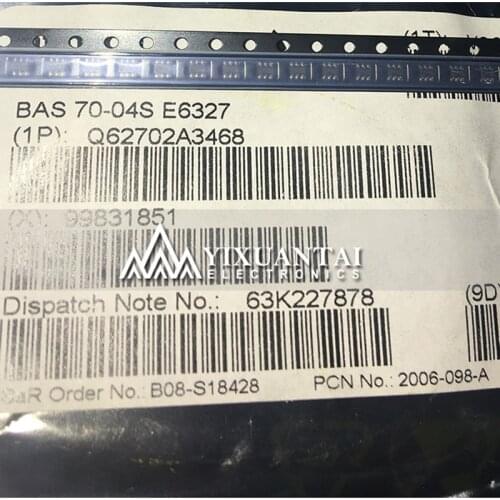 (1T):
BAS 70-04S E6327
(1P): Q62702A3468
99831851
YIXUANTAI
ELECTRONICS
Dispatch Note No.: 63K227878
(9D)
Order No.: B08-S18428 PCN No.: 2006-098-A